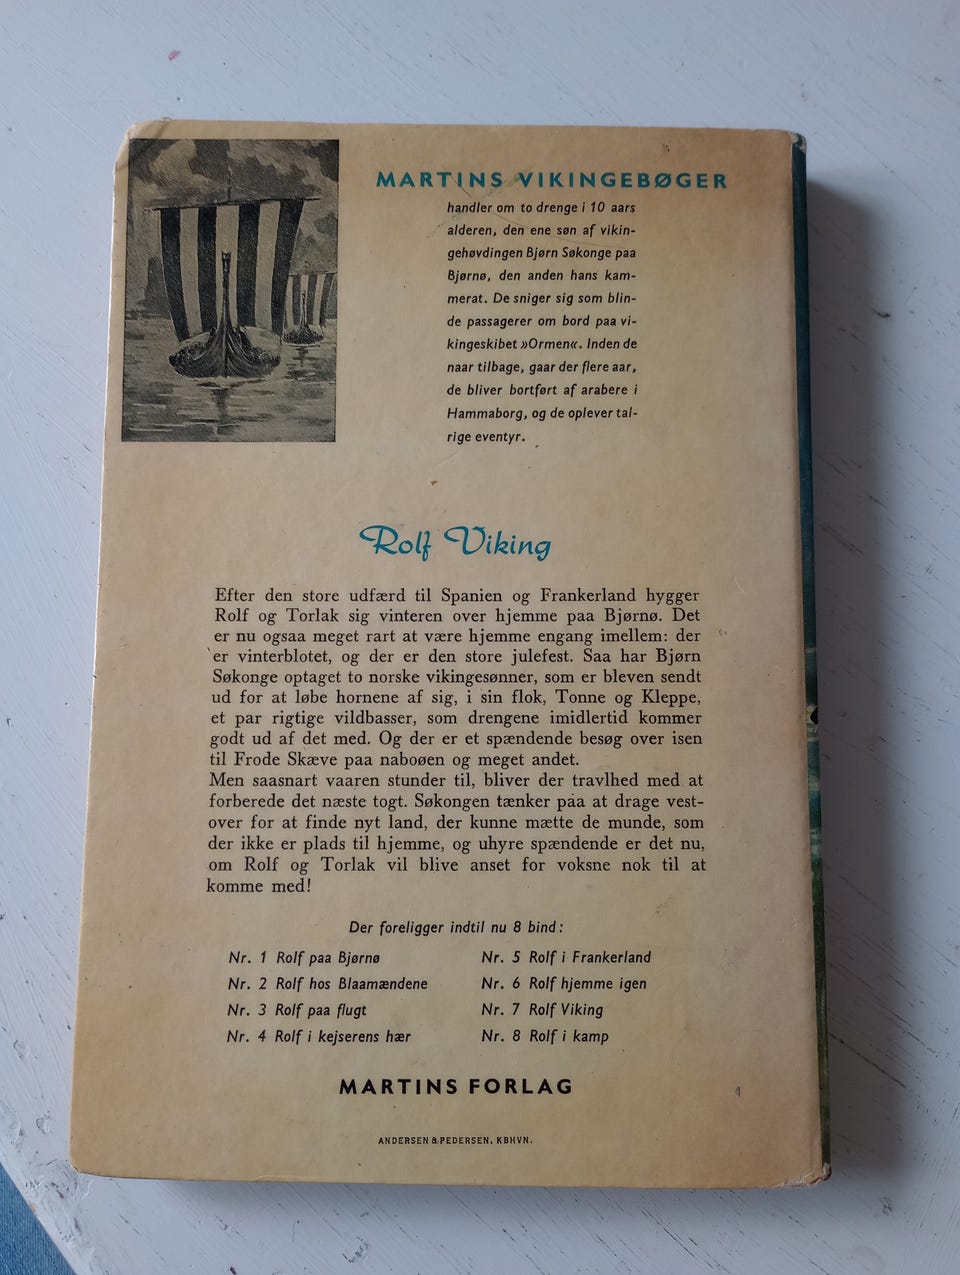 MARTINS VIKINGEBØGER
handler om to drenge i 10 aars
alderen, den ene søn af vikin-
gehøvdingen Bjørn Søkonge paa
Bjørnø, den anden hans kam-
merat. De sniger sig som blin-
de passagerer om bord paa vi-
kingeskibet »Ormen«. Inden de
naar tilbage, gaar der flere aar,
de bliver bortført af arabere i
Hammaborg, og de oplever tal-
rige eventyr.
Rolf Viking
Efter den store udfærd til Spanien og Frankerland hygger
Rolf og Torlak sig vinteren over hjemme paa Bjørnø. Det
er nu ogsaa meget rart at være hjemme engang imellem: der
er vinterblotet, og der er den store julefest. Saa har Bjørn
Søkonge optaget to norske vikingesønner, som er bleven sendt
ud for at løbe hornene af sig, i sin flok, Tonne og Kleppe,
et par rigtige vildbasser, som drengene imidlertid kommer
godt ud af det med. Og der er et spændende besøg over isen
til Frode Skæve paa naboøen og meget andet.
Men saasnart vaaren stunder til, bliver der travlhed med at
forberede det næste togt. Søkongen tænker paa at drage vest-
over for at finde nyt land, der kunne mætte de munde, som
der ikke er plads til hjemme, og uhyre spændende er det nu,
om Rolf og Torlak vil blive anset for voksne nok til at
komme med!
Der foreligger indtil nu 8 bind:
Nr. 1 Rolf paa Bjørnø
Nr. 2 Rolf hos Blaamændene
Nr. 3 Rolf paa flugt
Nr. 4 Rolf i kejserens hær
Nr. 5 Rolf i Frankerland
Nr. 6 Rolf hjemme igen
Nr. 7 Rolf Viking
Nr. 8 Rolf i kamp
MARTINS FORLAG
ANDERSEN & PEDERSEN, KBHVN.